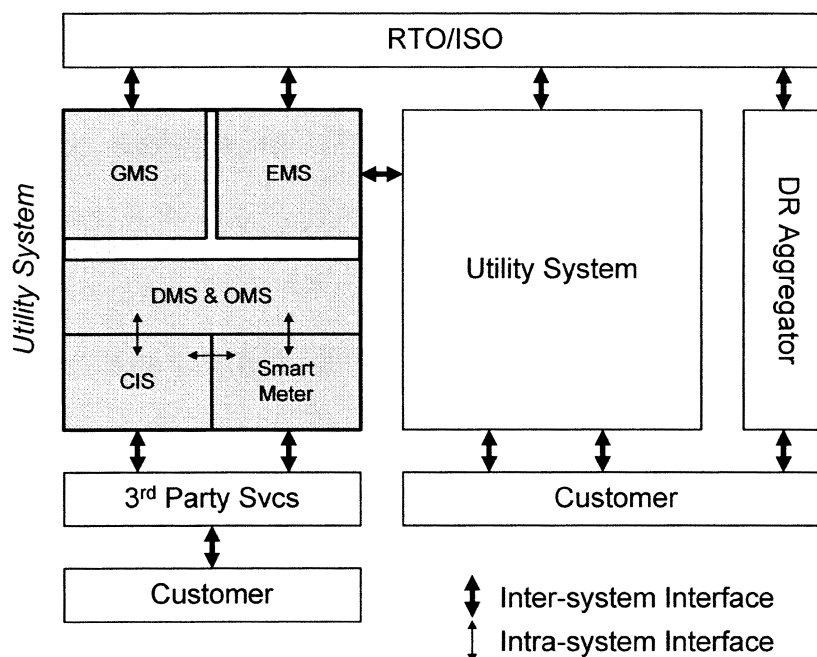 RTO/ISO
Utility System
GMS
EMS
DMS & OMS
CIS
Smart
Meter
Utility System
DR Aggregator
3rd Party Svcs
Customer
Customer
Inter-system Interface
Intra-system Interface